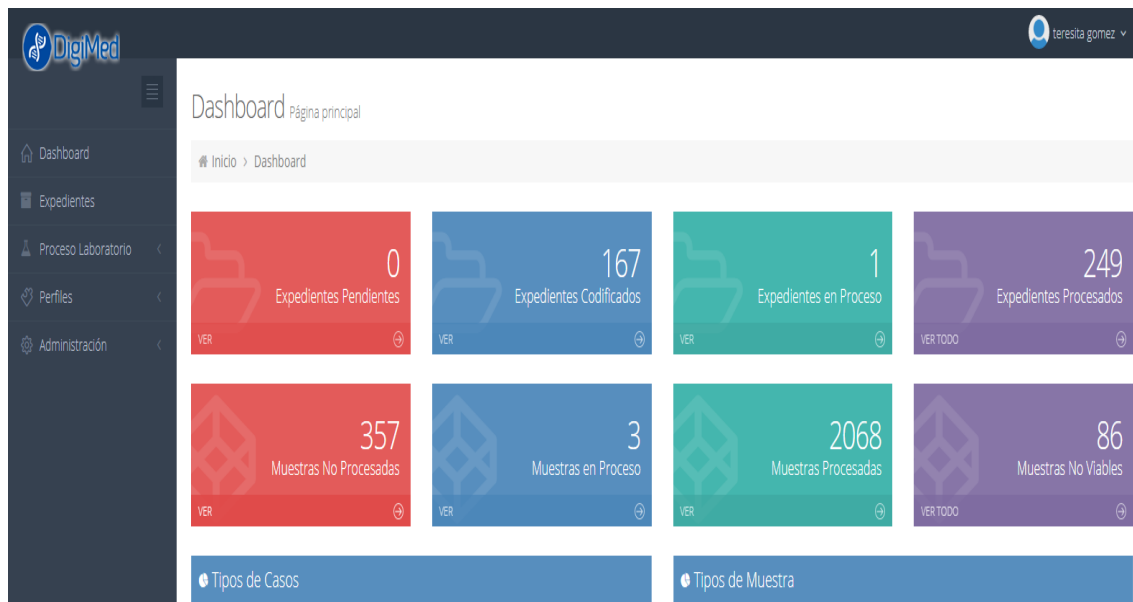 DigiMed
teresita gomez
Dashboard Página principal
Inicio > Dashboard
Dashboard
Expedientes
Proceso Laboratorio
Perfiles
Administración
0
Expedientes Pendientes
VER
167
Expedientes Codificados
VER
1
Expedientes en Proceso
VER
249
Expedientes Procesados
VER TODO
357
Muestras No Procesadas
VER
3
Muestras en Proceso
VER
2068
Muestras Procesadas
VER
86
Muestras No Viables
VER TODO
Tipos de Casos
Tipos de Muestra